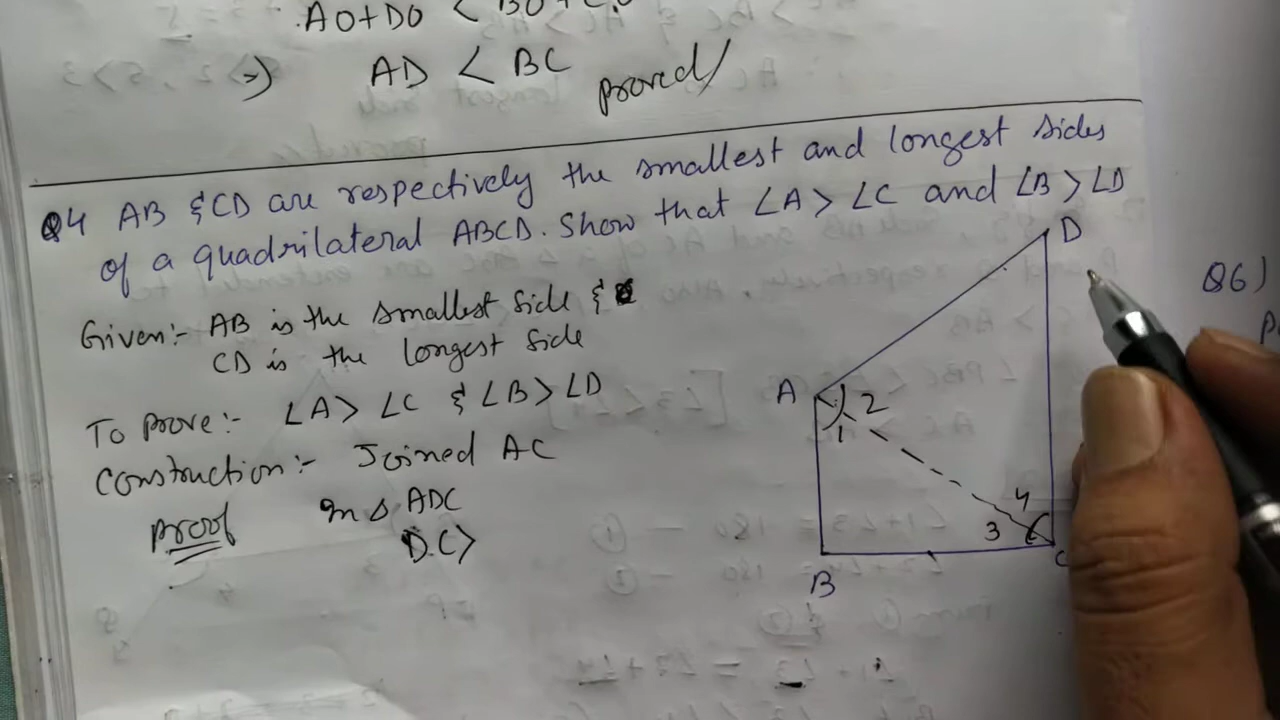 AO+DO < BO+CO
=) AD < BC proved/
Q4 AB & CD are respectively the smallest and longest sides
of a quadrilateral ABCD. Show that ∠A > ∠C and ∠B > ∠D
Given:- AB is the smallest side &
CD is the longest side
To prove:- ∠A > ∠C & ∠B > ∠D
Construction:- Joined AC
Proof In △ ADC
DC >
D
A
2
1
4
3
B
C
Q6)